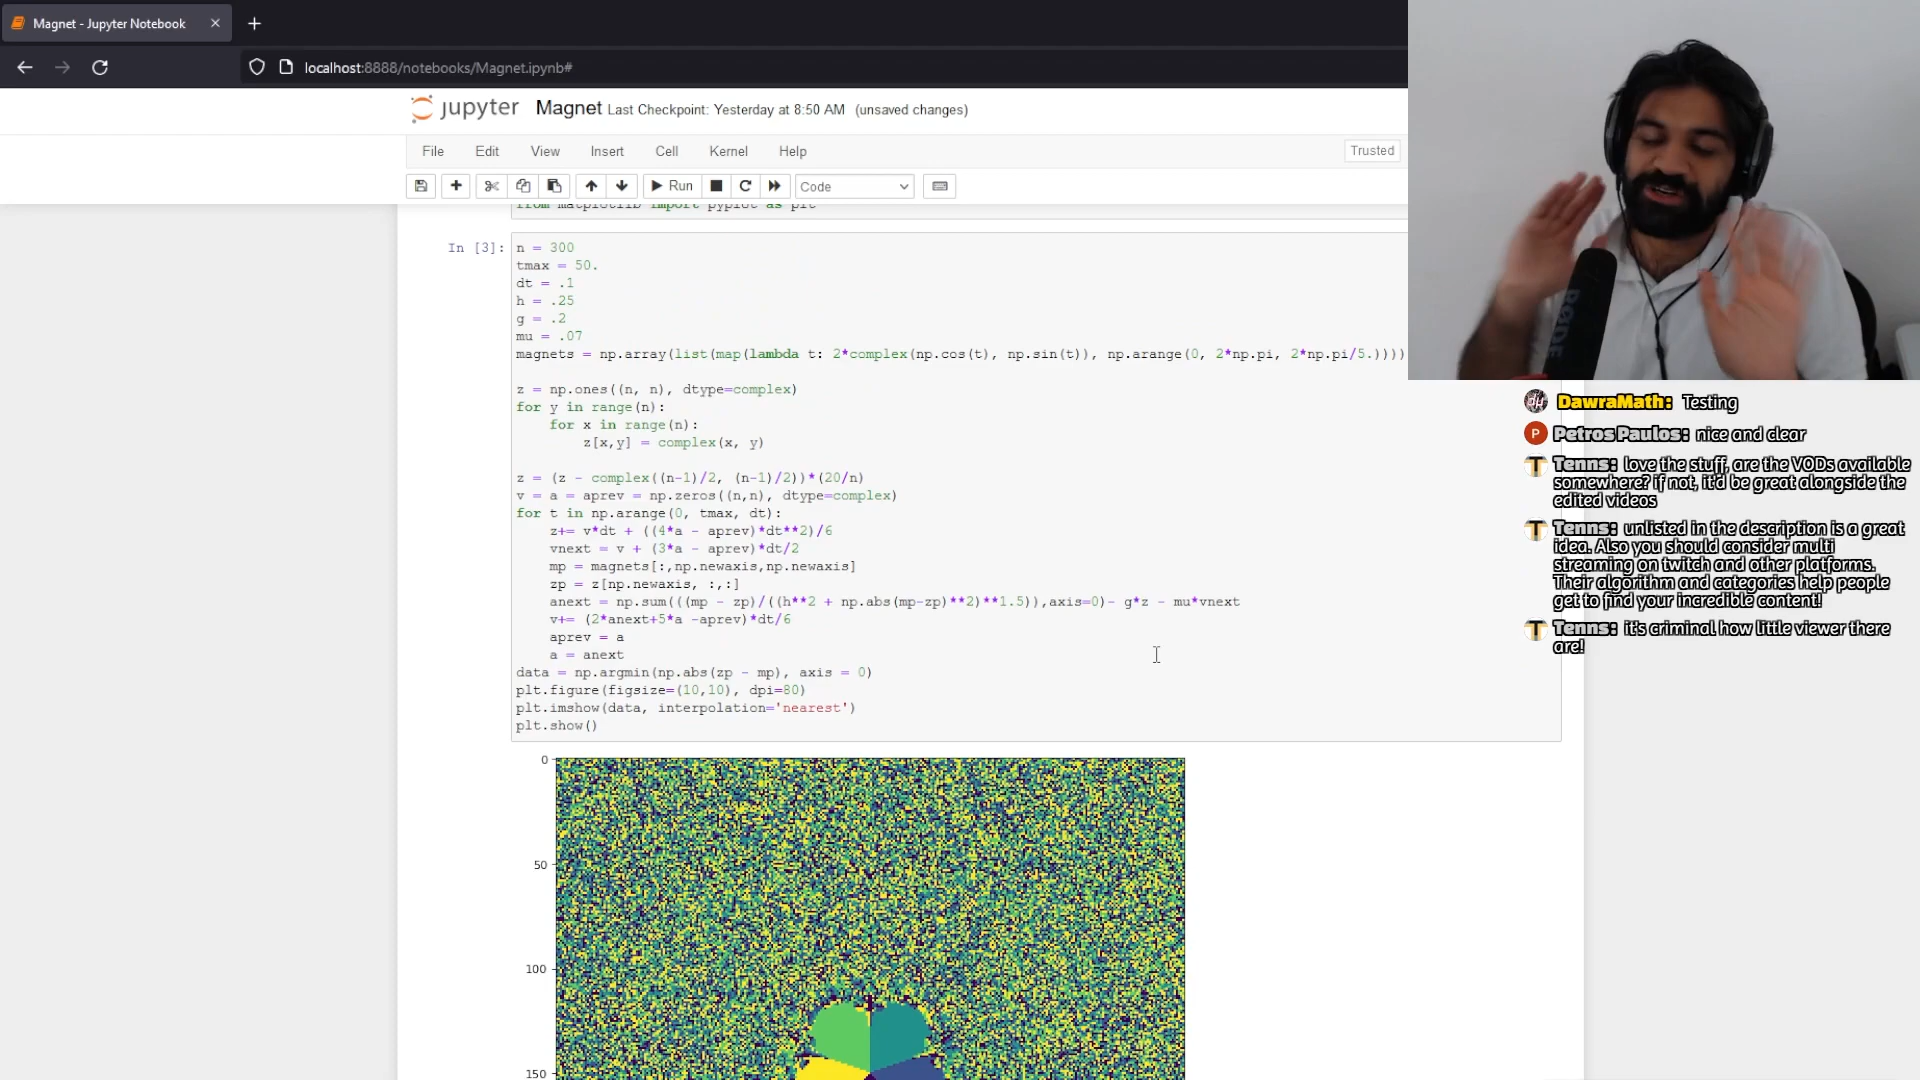 Magnet - Jupyter Notebook
localhost:8888/notebooks/Magnet.ipynb#
jupyter Magnet Last Checkpoint: Yesterday at 8:50 AM (unsaved changes)
File Edit View Insert Cell Kernel Help Trusted
Run Code
from matplotlib import pyplot as plt
In [3]:
n = 300
tmax = 50.
dt = .1
h = .25
g = .2
mu = .07
magnets = np.array(list(map(lambda t: 2*complex(np.cos(t), np.sin(t)), np.arange(0, 2*np.pi, 2*np.pi/5.))))
z = np.ones((n, n), dtype=complex)
for y in range(n):
    for x in range(n):
        z[x,y] = complex(x, y)
z = (z - complex((n-1)/2, (n-1)/2))*(20/n)
v = a = aprev = np.zeros((n,n), dtype=complex)
for t in np.arange(0, tmax, dt):
    z+= v*dt + ((4*a - aprev)*dt**2)/6
    vnext = v + (3*a - aprev)*dt/2
    mp = magnets[:,np.newaxis,np.newaxis]
    zp = z[np.newaxis, :,:]
    anext = np.sum(((mp - zp)/((h**2 + np.abs(mp-zp)**2)**1.5)),axis=0)- g*z - mu*vnext
    v+= (2*anext+5*a -aprev)*dt/6
    aprev = a
    a = anext
data = np.argmin(np.abs(zp - mp), axis = 0)
plt.figure(figsize=(10,10), dpi=80)
plt.imshow(data, interpolation='nearest')
plt.show()
0
50
100
150
DawraMath: Testing
P Petros Paulos: nice and clear
T Tenns: love the stuff, are the VODs available
somewhere? if not, it'd be great alongside the
edited videos
T Tenns: unlisted in the description is a great
idea. Also you should consider multi
streaming on twitch and other platforms.
Their algorithm and categories help people
get to find your incredible content!
T Tenns: it's criminal how little viewer there
are!